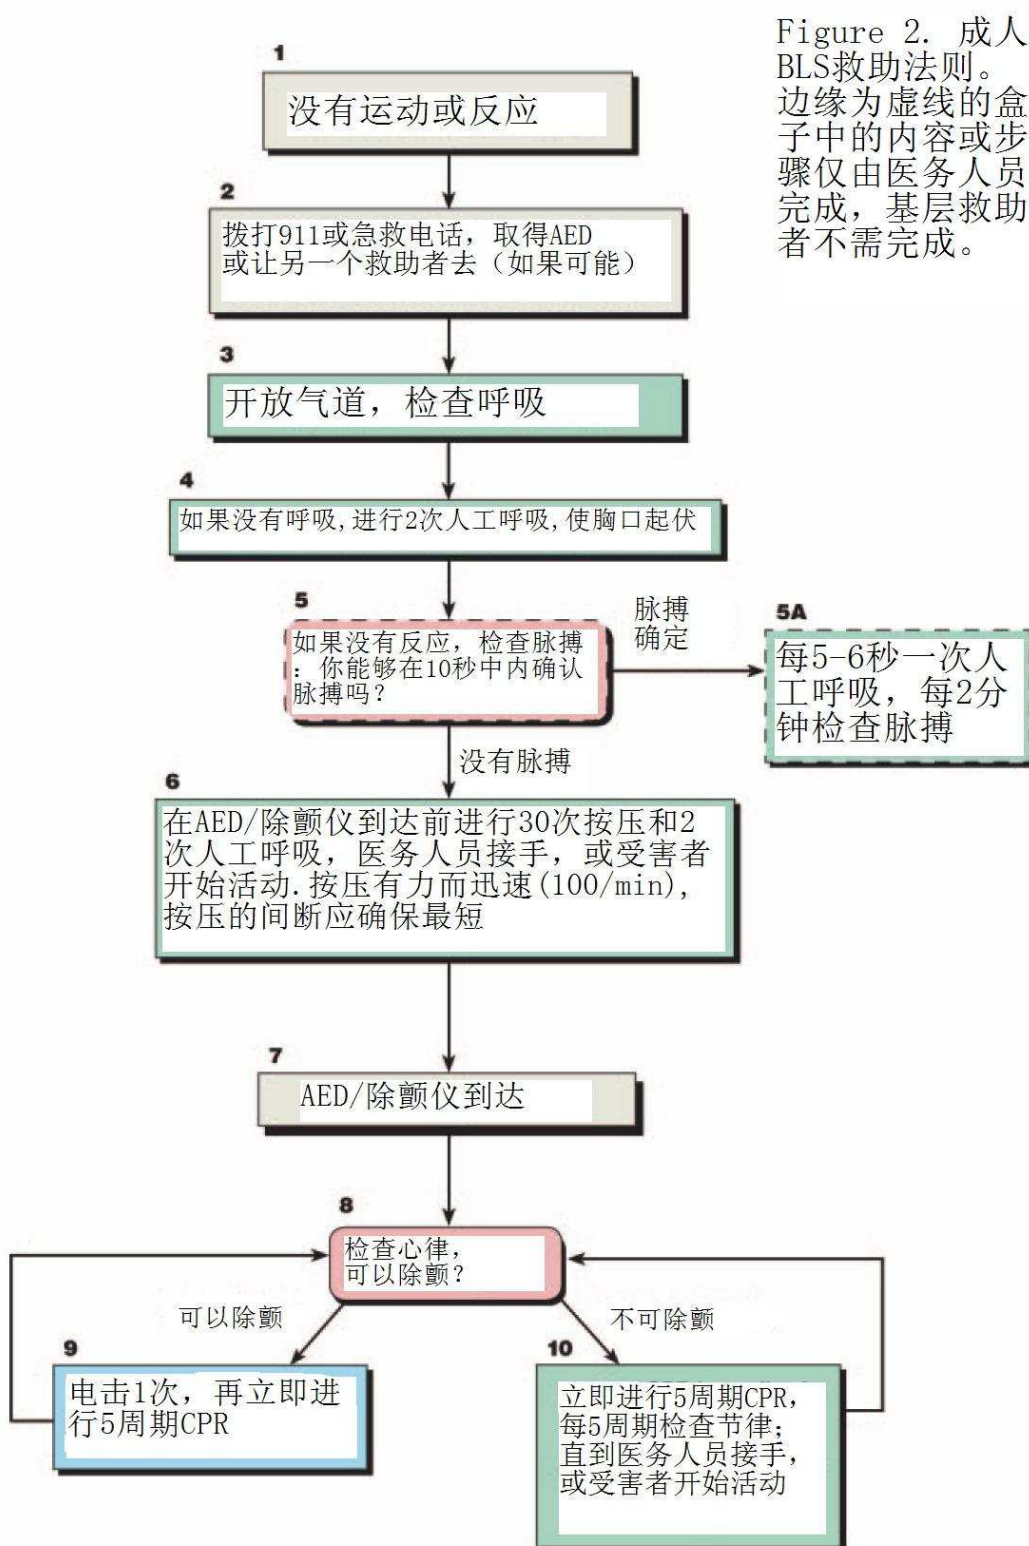 Figure 2. 成人
BLS救助法则。
边缘为虚线的盒
子中的内容或步
骤仅由医务人员
完成，基层救助
者不需完成。
1
没有运动或反应
2
拨打911或急救电话，取得AED
或让另一个救助者去（如果可能）
3
开放气道，检查呼吸
4
如果没有呼吸,进行2次人工呼吸,使胸口起伏
5
如果没有反应，检查脉搏
：你能够在10秒中内确认
脉搏吗？
脉搏
确定
5A
每5-6秒一次人
工呼吸，每2分
钟检查脉搏
没有脉搏
6
在AED/除颤仪到达前进行30次按压和2
次人工呼吸，医务人员接手，或受害者
开始活动.按压有力而迅速(100/min),
按压的间断应确保最短
7
AED/除颤仪到达
8
检查心律，
可以除颤？
可以除颤
不可除颤
9
电击1次，再立即进
行5周期CPR
10
立即进行5周期CPR，
每5周期检查节律；
直到医务人员接手，
或受害者开始活动